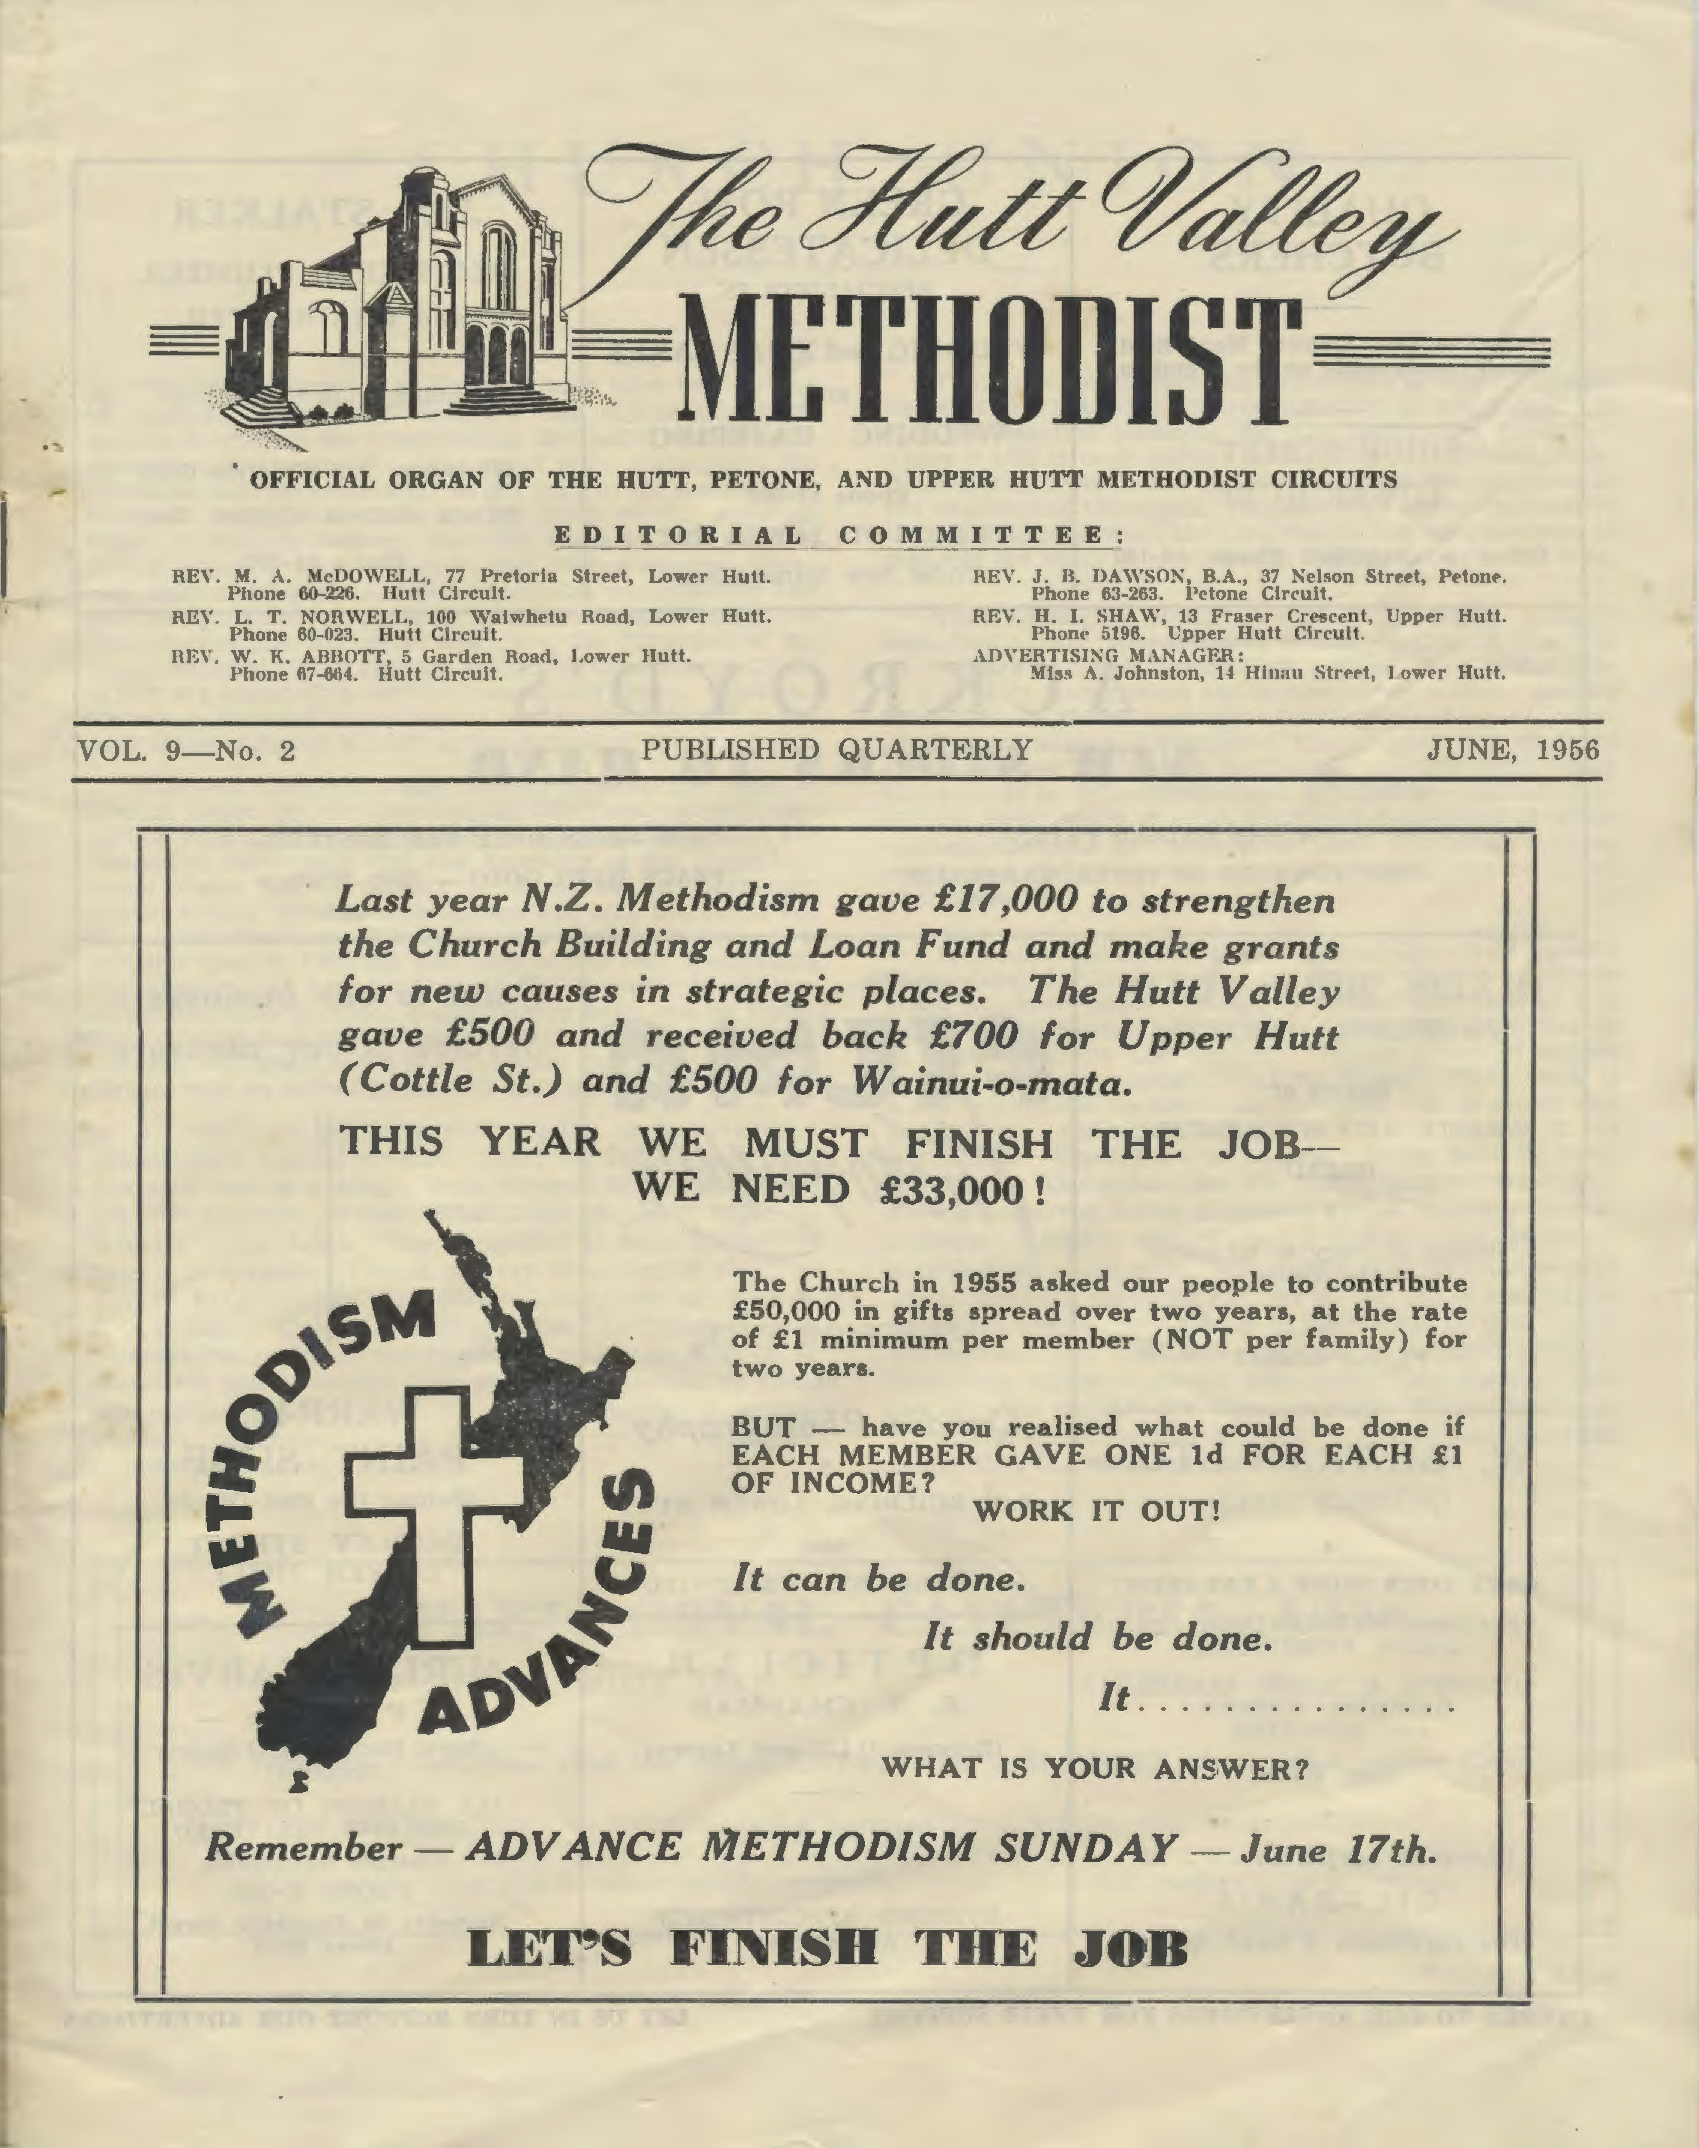 The Hutt Valley
METHODIST
OFFICIAL ORGAN OF THE HUTT, PETONE, AND UPPER HUTT METHODIST CIRCUITS
EDITORIAL COMMITTEE:
REV. M. A. McDOWELL, 77 Pretoria Street, Lower Hutt.
Phone 60-226. Hutt Circuit.
REV. L. T. NORWELL, 100 Waiwhetu Road, Lower Hutt.
Phone 60-023. Hutt Circuit.
REV. W. K. ABBOTT, 5 Garden Road, Lower Hutt.
Phone 67-664. Hutt Circuit.
REV. J. B. DAWSON, B.A., 37 Nelson Street, Petone.
Phone 63-263. Petone Circuit.
REV. H. I. SHAW, 13 Fraser Crescent, Upper Hutt.
Phone 5196. Upper Hutt Circuit.
ADVERTISING MANAGER:
Miss A. Johnston, 14 Hinau Street, Lower Hutt.
VOL. 9—No. 2 PUBLISHED QUARTERLY JUNE, 1956
Last year N.Z. Methodism gave £17,000 to strengthen
the Church Building and Loan Fund and make grants
for new causes in strategic places. The Hutt Valley
gave £500 and received back £700 for Upper Hutt
(Cottle St.) and £500 for Wainui-o-mata.
THIS YEAR WE MUST FINISH THE JOB—
WE NEED £33,000!
METHODISM
ADVANCES
The Church in 1955 asked our people to contribute
£50,000 in gifts spread over two years, at the rate
of £1 minimum per member (NOT per family) for
two years.
BUT — have you realised what could be done if
EACH MEMBER GAVE ONE 1d FOR EACH £1
OF INCOME?
WORK IT OUT!
It can be done.
It should be done.
It...............
WHAT IS YOUR ANSWER?
Remember — ADVANCE METHODISM SUNDAY — June 17th.
LET'S FINISH THE JOB